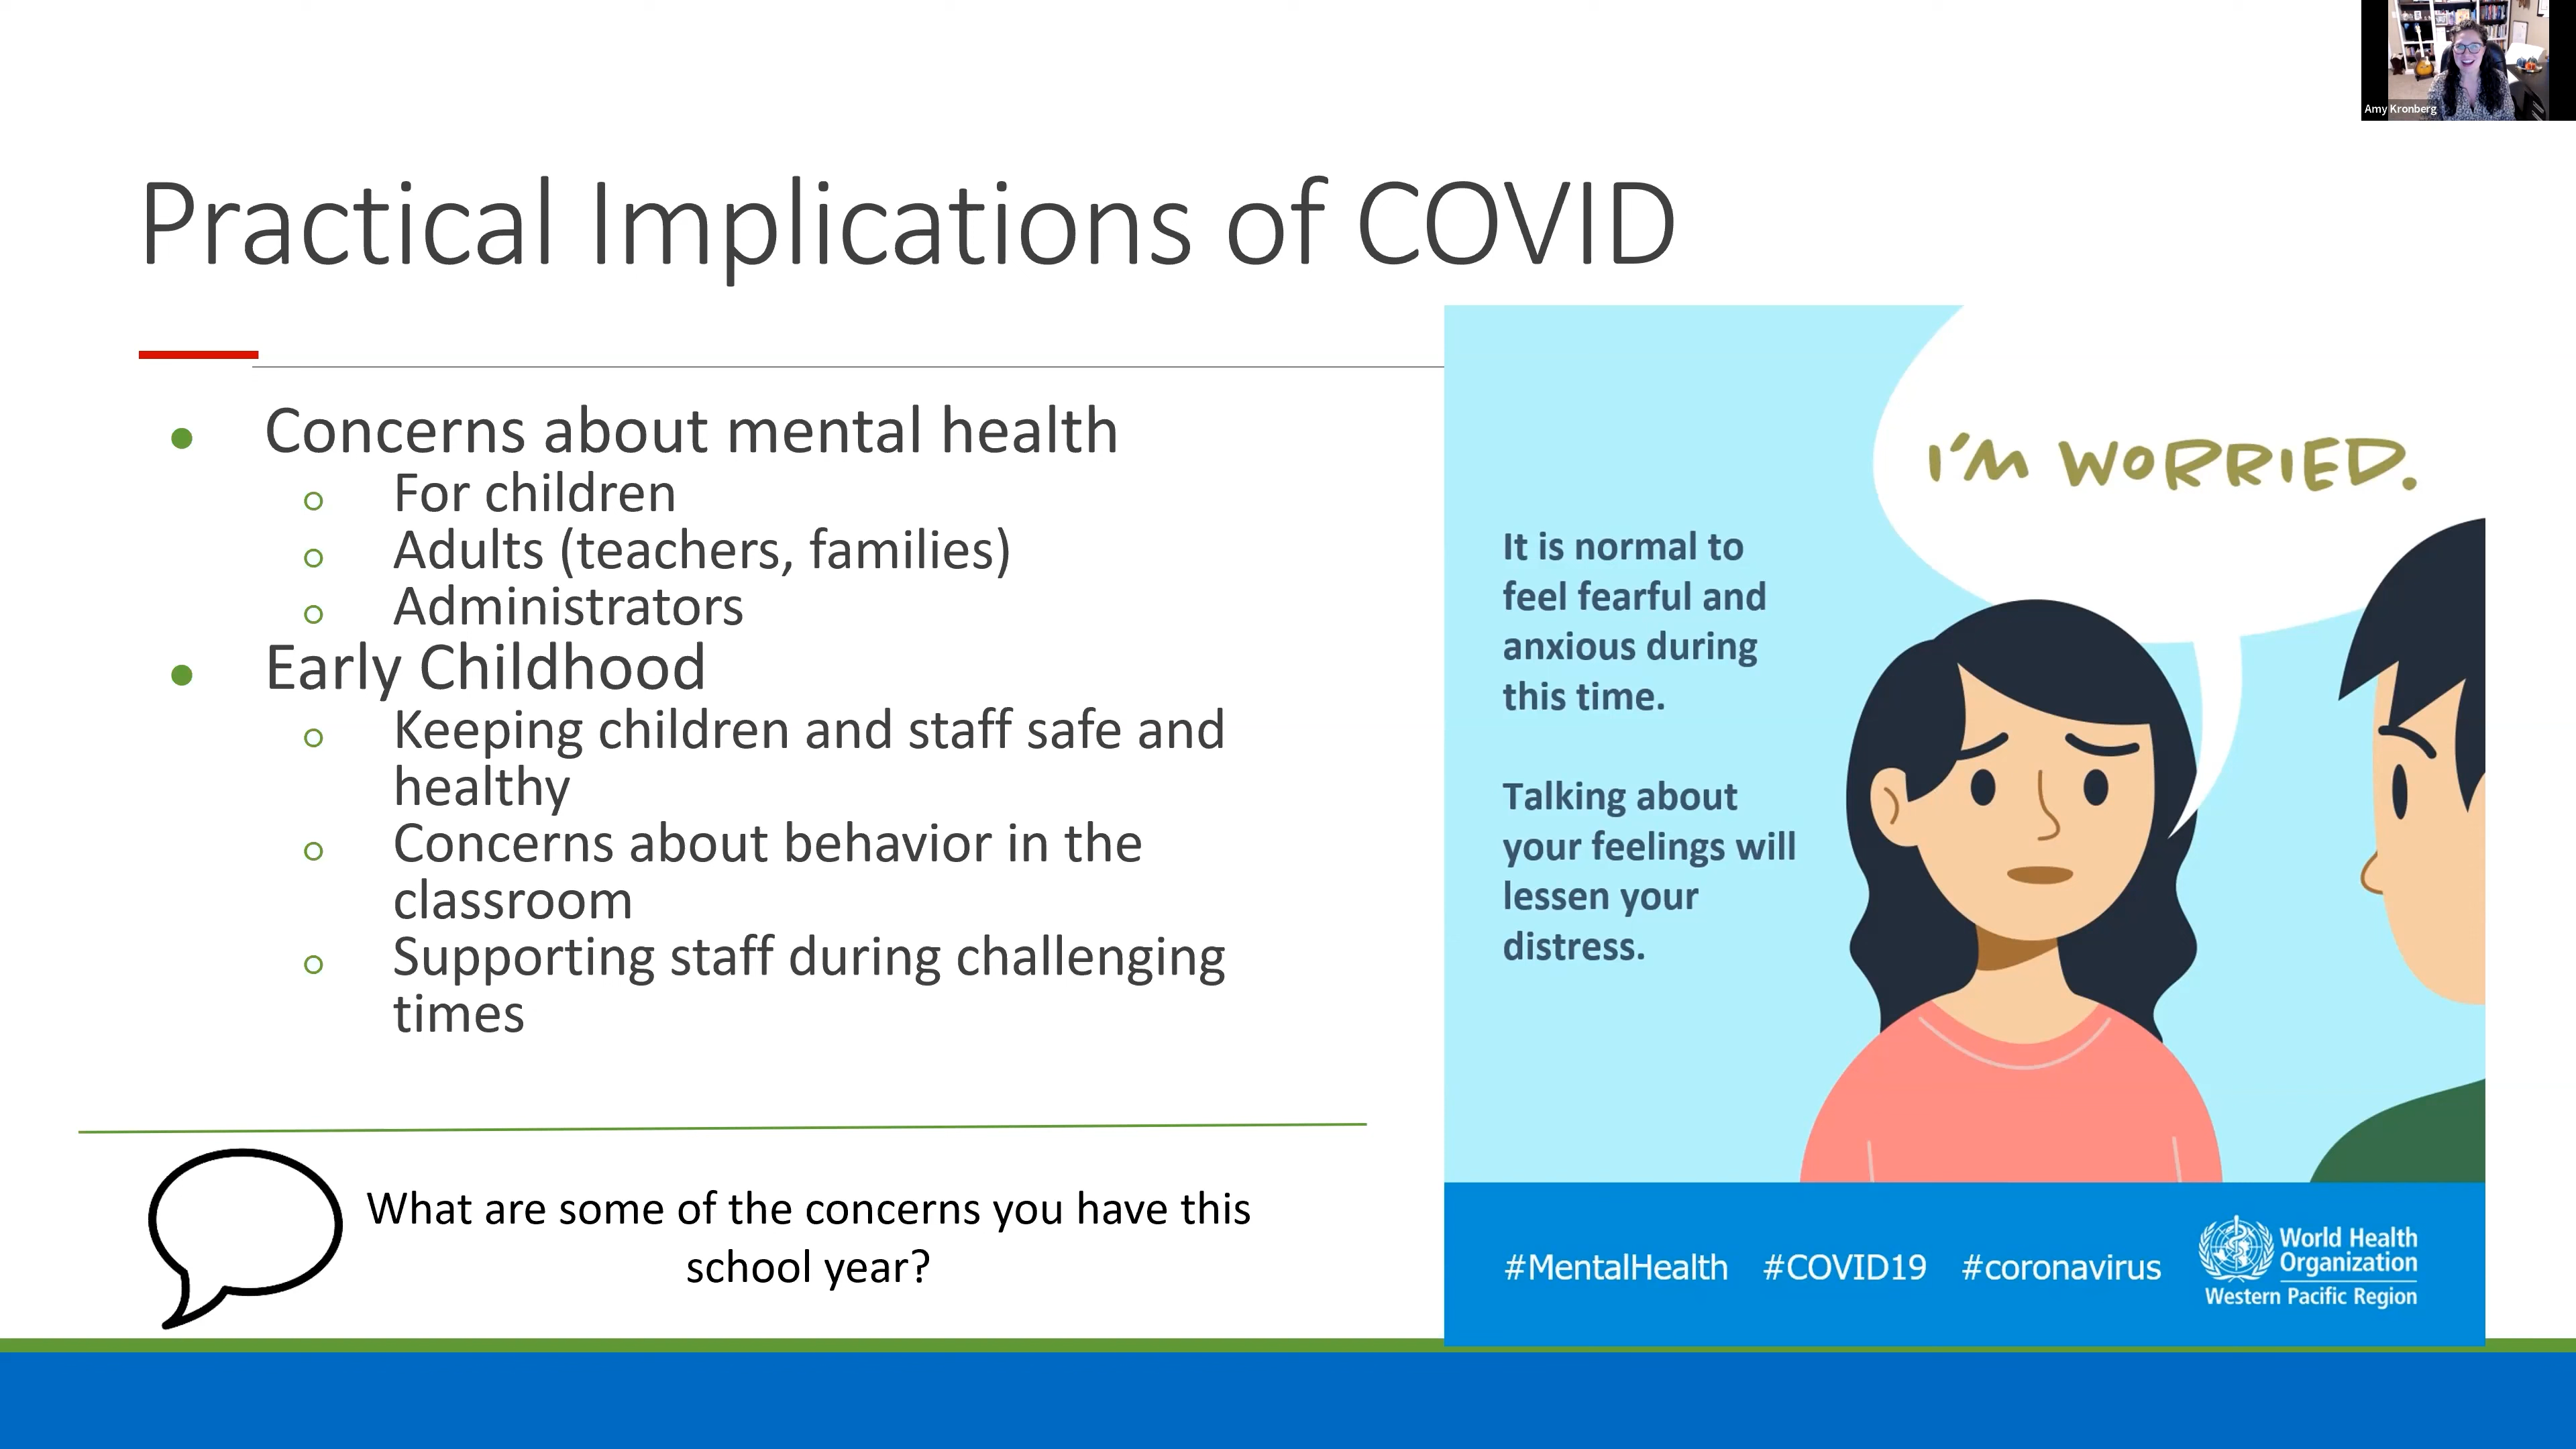 Amy Kronberg
Practical Implications of COVID
Concerns about mental health
For children
Adults (teachers, families)
Administrators
Early Childhood
Keeping children and staff safe and
healthy
Concerns about behavior in the
classroom
Supporting staff during challenging
times
What are some of the concerns you have this
school year?
I'M WORRIED.
It is normal to
feel fearful and
anxious during
this time.
Talking about
your feelings will
lessen your
distress.
#MentalHealth #COVID19 #coronavirus
World Health
Organization
Western Pacific Region